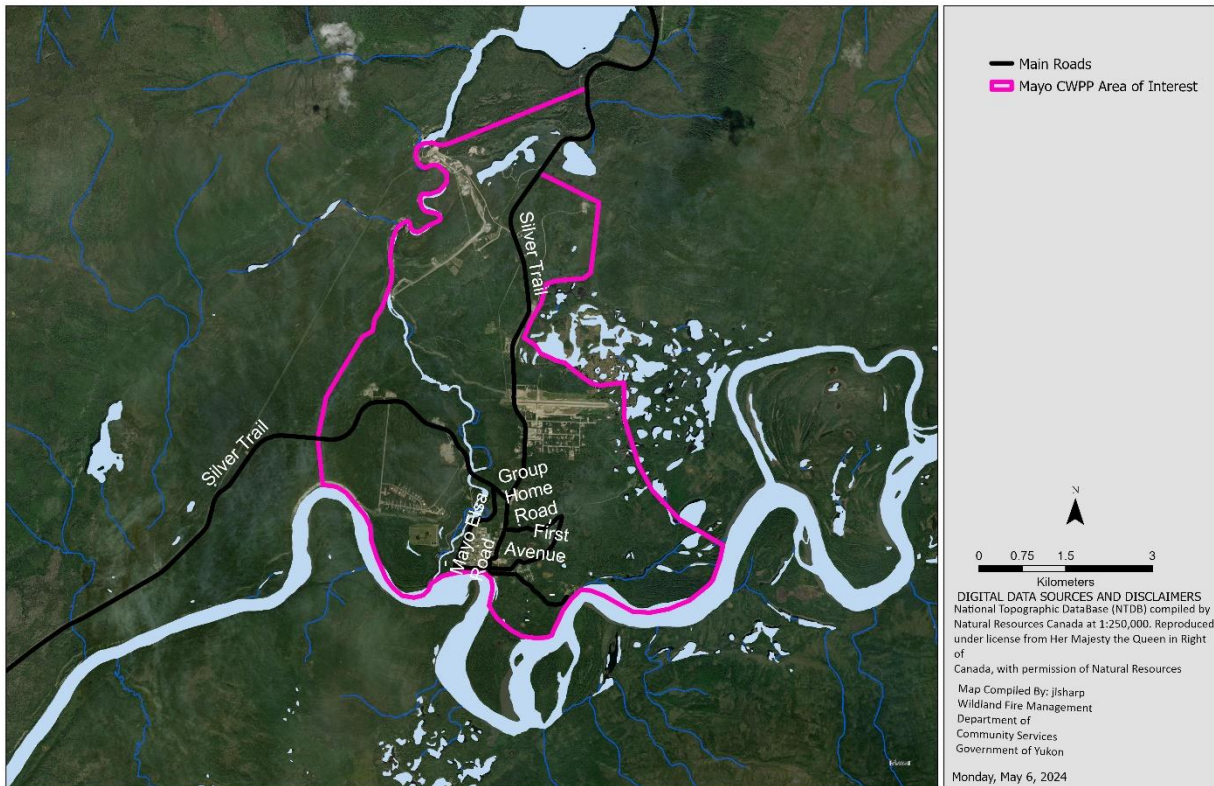 Main Roads
Mayo CWPP Area of Interest
Silver Trail
Silver Trail
Group
Home
Road
First
Avenue
Mayo Elsa
Road
N
0 0.75 1.5 3
Kilometers
DIGITAL DATA SOURCES AND DISCLAIMERS
National Topographic DataBase (NTDB) compiled by
Natural Resources Canada at 1:250,000. Reproduced
under license from Her Majesty the Queen in Right
of
Canada, with permission of Natural Resources
Map Compiled By: jlsharp
Wildland Fire Management
Department of
Community Services
Government of Yukon
Monday, May 6, 2024